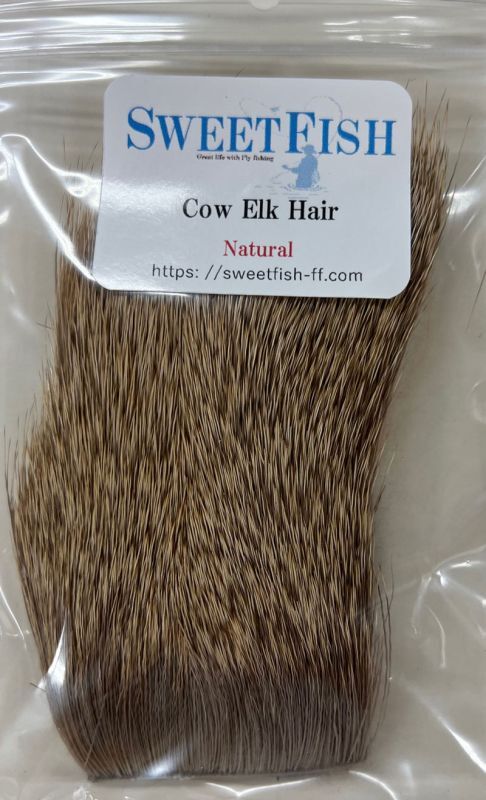 SWEETFISH
Great life with Fly fishing
Cow Elk Hair
Natural
https: //sweetfish-ff.com